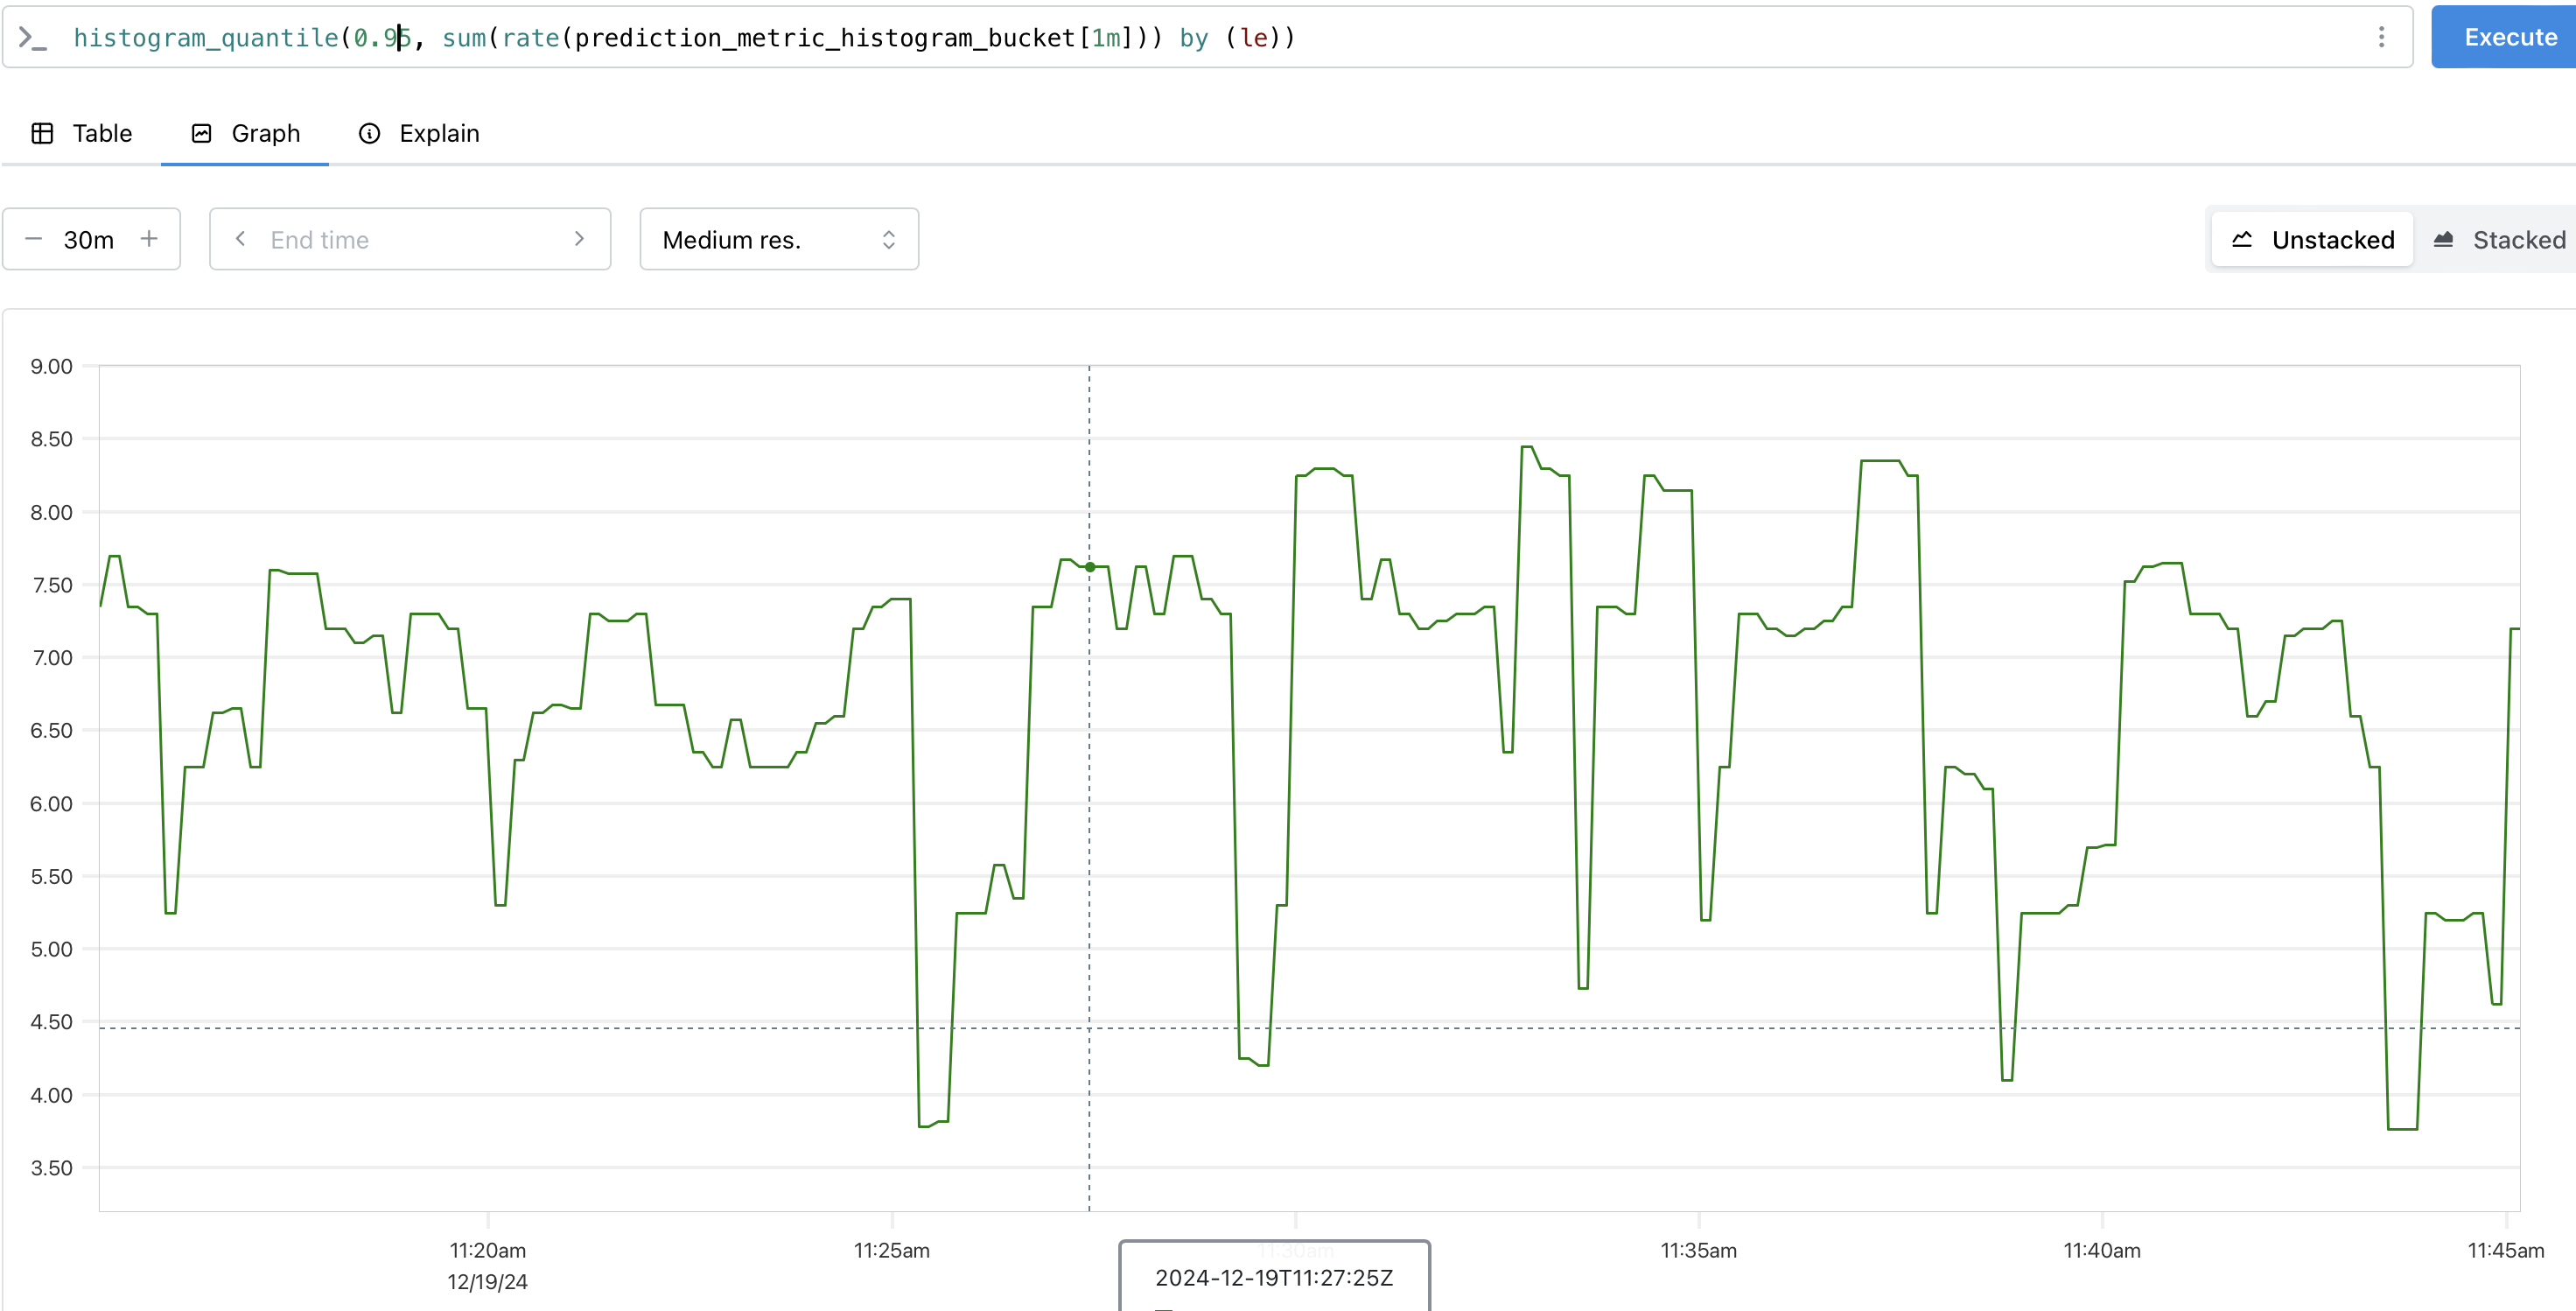 >_ histogram_quantile(0.95, sum(rate(prediction_metric_histogram_bucket[1m])) by (le))
Execute
Table Graph Explain
30m End time Medium res. Unstacked Stacked
9.00
8.50
8.00
7.50
7.00
6.50
6.00
5.50
5.00
4.50
4.00
3.50
11:20am 11:25am 11:30am 11:35am 11:40am 11:45am
12/19/24
2024-12-19T11:27:25Z